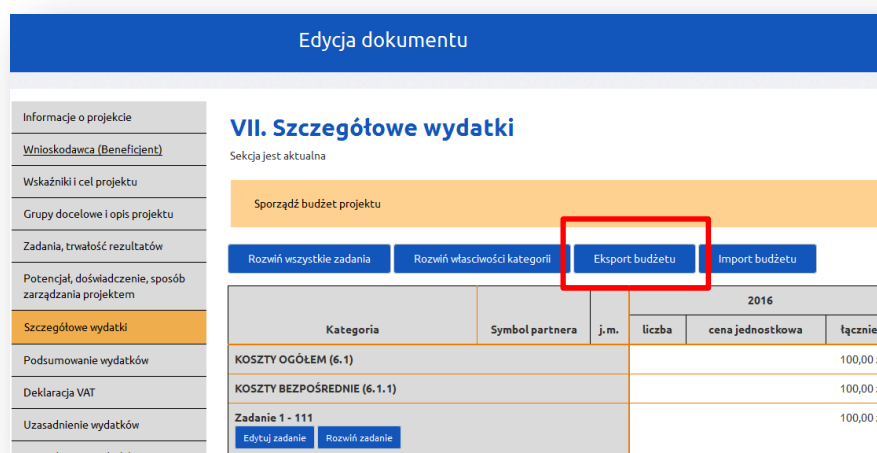 Edycja dokumentu
Informacje o projekcie
Wnioskodawca (Beneficjent)
Wskaźniki i cel projektu
Grupy docelowe i opis projektu
Zadania, trwałość rezultatów
Potencjał, doświadczenie, sposób
zarządzania projektem
Szczegółowe wydatki
Podsumowanie wydatków
Deklaracja VAT
Uzasadnienie wydatków
VII. Szczegółowe wydatki
Sekcja jest aktualna
Sporządź budżet projektu
Rozwiń wszystkie zadania Rozwiń własciwości kategorii Eksport budżetu Import budżetu
2016
Kategoria Symbol partnera j.m. liczba cena jednostkowa łącznie
KOSZTY OGÓŁEM (6.1) 100,00
KOSZTY BEZPOŚREDNIE (6.1.1) 100,00
Zadanie 1 - 111 100,00
Edytuj zadanie Rozwiń zadanie